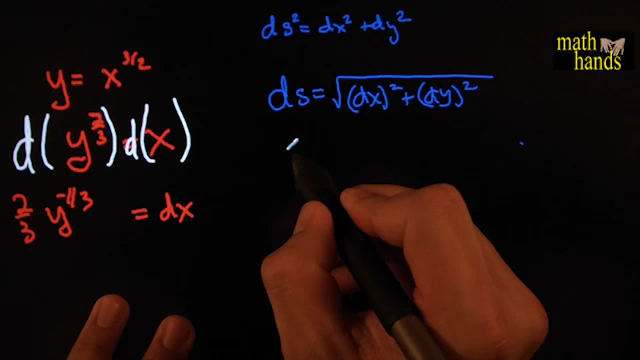 ds² = dx² + dy²
math
hands
y = x^3/2
ds = √(dx)² + (dy)²
d( y^2/3 ) = d( x )
2/3 y^-1/3 = dx